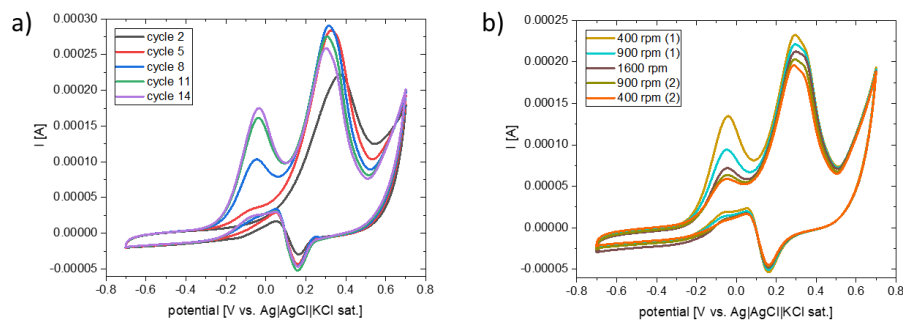 a)
cycle 2
cycle 5
cycle 8
cycle 11
cycle 14
I [A]
0.00030
0.00025
0.00020
0.00015
0.00010
0.00005
0.00000
-0.00005
-0.8 -0.6 -0.4 -0.2 0.0 0.2 0.4 0.6 0.8
potential [V vs. Ag|AgCl|KCl sat.]
b)
400 rpm (1)
900 rpm (1)
1600 rpm
900 rpm (2)
400 rpm (2)
I [A]
0.00025
0.00020
0.00015
0.00010
0.00005
0.00000
-0.00005
-0.8 -0.6 -0.4 -0.2 0.0 0.2 0.4 0.6 0.8
potential [V vs. Ag|AgCl|KCl sat.]